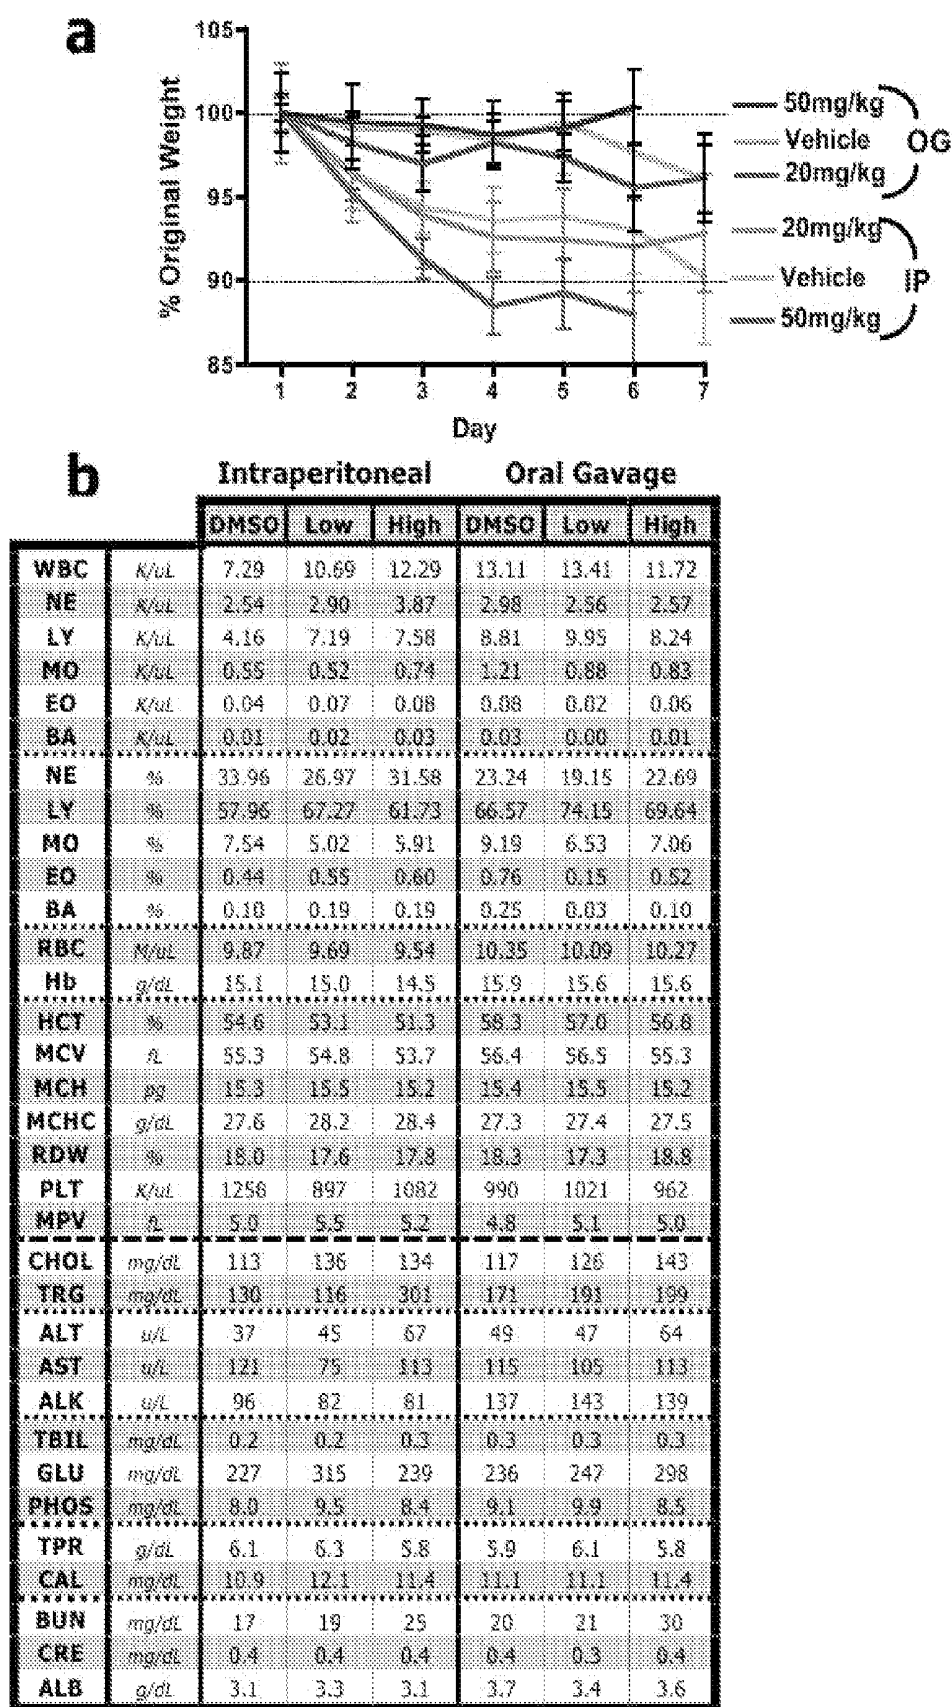 a
105
100
95
90
85
% Original Weight
1 2 3 4 5 6 7
Day
50mg/kg
Vehicle
20mg/kg
OG
20mg/kg
Vehicle
50mg/kg
IP
b
Intraperitoneal Oral Gavage
DMSO Low High DMSO Low High
WBC K/uL 7.29 10.69 12.29 13.11 13.41 11.72
NE K/uL 2.54 2.90 3.87 2.98 2.56 2.57
LY K/uL 4.16 7.19 7.58 8.81 9.95 8.24
MO K/uL 0.55 0.52 0.74 1.21 0.88 0.83
EO K/uL 0.04 0.07 0.08 0.08 0.02 0.06
BA K/uL 0.01 0.02 0.03 0.03 0.00 0.01
NE % 33.96 26.97 31.58 23.24 19.15 22.69
LY % 57.96 67.27 61.73 66.57 74.15 69.64
MO % 7.54 5.02 5.91 9.19 6.53 7.06
EO % 0.44 0.55 0.60 0.76 0.15 0.52
BA % 0.10 0.19 0.19 0.25 0.03 0.10
RBC M/uL 9.87 9.69 9.54 10.35 10.09 10.27
Hb g/dL 15.1 15.0 14.5 15.9 15.6 15.6
HCT % 54.6 53.1 51.3 58.3 57.0 56.8
MCV fL 55.3 54.8 53.7 56.4 56.5 55.3
MCH pg 15.3 15.5 15.2 15.4 15.5 15.2
MCHC g/dL 27.6 28.2 28.4 27.3 27.4 27.5
RDW % 18.0 17.6 17.8 18.3 17.3 18.8
PLT K/uL 897 1082 990 1021 962
MPV fL 5.0 5.5 5.2 4.8 5.1 5.0
CHOL mg/dL 113 136 134 117 126 143
TRG mg/dL 130 116 301 171 191 199
ALT u/L 37 45 67 49 47 64
AST u/L 121 75 113 115 105 113
ALK u/L 96 82 81 137 143 139
TBIL mg/dL 0.2 0.2 0.3 0.3 0.3 0.3
GLU mg/dL 227 315 239 236 247 298
PHOS mg/dL 8.0 9.5 8.4 9.1 9.9 8.5
TPR g/dL 6.1 6.3 5.8 5.9 6.1 5.8
CAL mg/dL 10.9 12.1 11.4 11.1 11.1 11.4
BUN mg/dL 17 19 25 20 21 30
CRE mg/dL 0.4 0.4 0.4 0.4 0.3 0.4
ALB g/dL 3.1 3.3 3.1 3.7 3.4 3.6